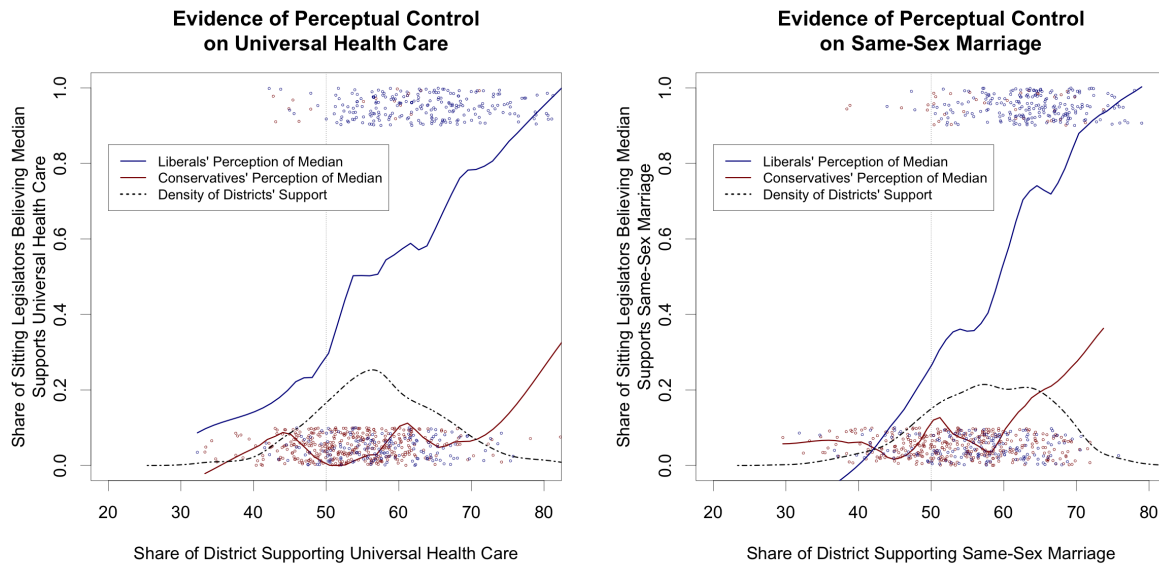 Evidence of Perceptual Control
on Universal Health Care
Share of Sitting Legislators Believing Median
Supports Universal Health Care
1.0
0.8
0.6
0.4
0.2
0.0
Liberals' Perception of Median
Conservatives' Perception of Median
Density of Districts' Support
20 30 40 50 60 70 80
Share of District Supporting Universal Health Care
Evidence of Perceptual Control
on Same-Sex Marriage
Share of Sitting Legislators Believing Median
Supports Same-Sex Marriage
1.0
0.8
0.6
0.4
0.2
0.0
Liberals' Perception of Median
Conservatives' Perception of Median
Density of Districts' Support
20 30 40 50 60 70 80
Share of District Supporting Same-Sex Marriage